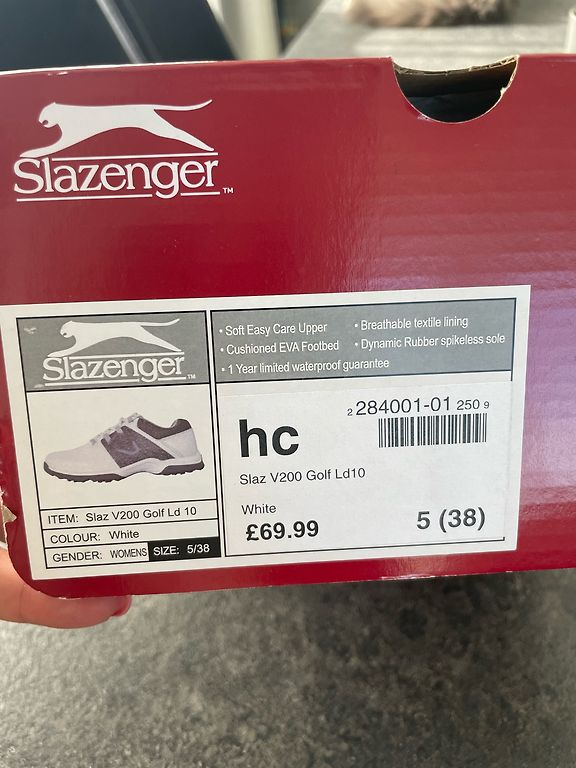 Slazenger™
Slazenger™
• Soft Easy Care Upper
• Breathable textile lining
• Cushioned EVA Footbed
• Dynamic Rubber spikeless sole
• 1 Year limited waterproof guarantee
ITEM: Slaz V200 Golf Ld 10
COLOUR: White
GENDER: WOMENS SIZE: 5/38
2 284001-01 250 9
hc
Slaz V200 Golf Ld10
White
£69.99
5 (38)